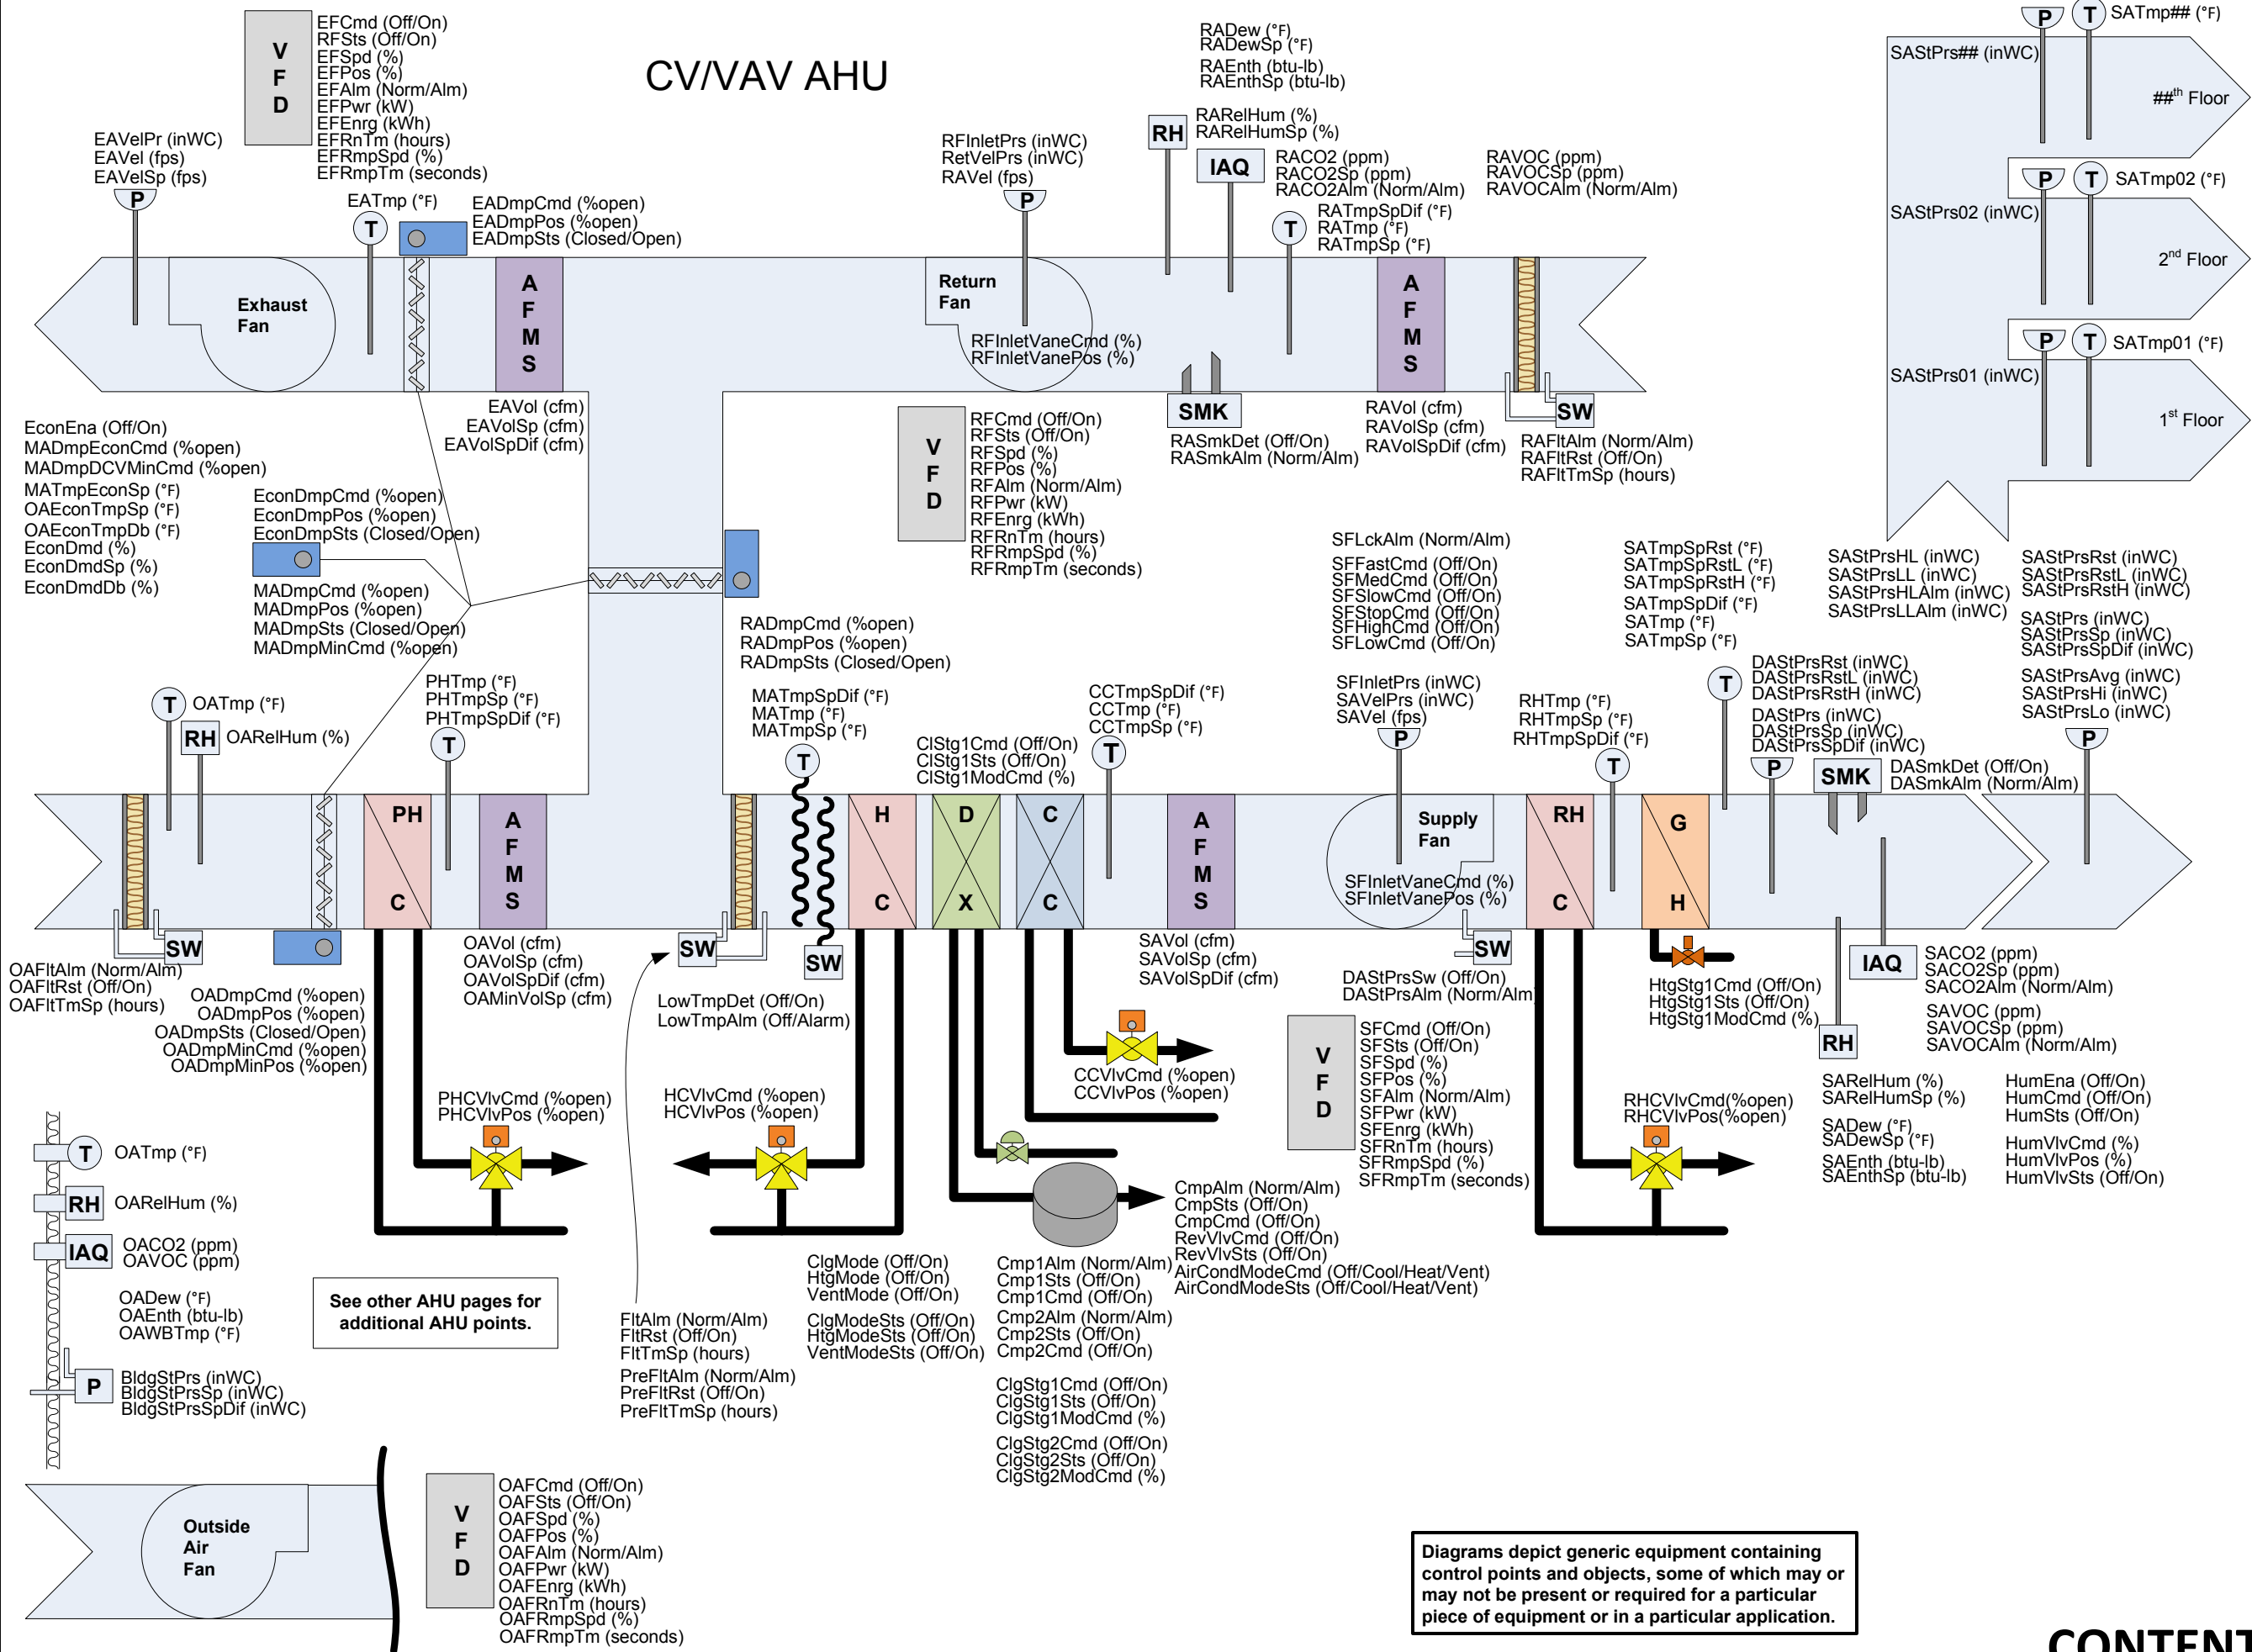 CV/VAV AHU
V
F
D
EFCmd (Off/On)
RFSts (Off/On)
EFSpd (%)
EFPos (%)
EFAlm (Norm/Alm)
EFPwr (kW)
EFEnrg (kWh)
EFRnTm (hours)
EFRmpSpd (%)
EFRmpTm (seconds)
EAVelPr (inWC)
EAVel (fps)
EAVelSp (fps)
P
EATmp (°F)
T
EADmpCmd (%open)
EADmpPos (%open)
EADmpSts (Closed/Open)
Exhaust
Fan
A
F
M
S
EAVol (cfm)
EAVolSp (cfm)
EAVolSpDif (cfm)
RFInletPrs (inWC)
RetVelPrs (inWC)
RAVel (fps)
P
Return
Fan
RFInletVaneCmd (%)
RFInletVanePos (%)
RADew (°F)
RADewSp (°F)
RAEnth (btu-lb)
RAEnthSp (btu-lb)
RARelHum (%)
RARelHumSp (%)
RH
IAQ
RACO2 (ppm)
RACO2Sp (ppm)
RACO2Alm (Norm/Alm)
RAVOC (ppm)
RAVOCSp (ppm)
RAVOCAlm (Norm/Alm)
T
RATmpSpDif (°F)
RATmp (°F)
RATmpSp (°F)
A
F
M
S
SMK
RASmkDet (Off/On)
RASmkAlm (Norm/Alm)
RAVol (cfm)
RAVolSp (cfm)
RAVolSpDif (cfm)
SW
RAFltAlm (Norm/Alm)
RAFltRst (Off/On)
RAFltTmSp (hours)
P
T
SATmp## (°F)
SAStPrs## (inWC)
##th Floor
P
T
SATmp02 (°F)
SAStPrs02 (inWC)
2nd Floor
P
T
SATmp01 (°F)
SAStPrs01 (inWC)
1st Floor
EconEna (Off/On)
MADmpEconCmd (%open)
MADmpDCVMinCmd (%open)
MATmpEconSp (°F)
OAEconTmpSp (°F)
OAEconTmpDb (°F)
EconDmd (%)
EconDmdSp (%)
EconDmdDb (%)
EconDmpCmd (%open)
EconDmpPos (%open)
EconDmpSts (Closed/Open)
MADmpCmd (%open)
MADmpPos (%open)
MADmpSts (Closed/Open)
MADmpMinCmd (%open)
V
F
D
RFCmd (Off/On)
RFSts (Off/On)
RFSpd (%)
RFPos (%)
RFAlm (Norm/Alm)
RFPwr (kW)
RFEnrg (kWh)
RFRnTm (hours)
RFRmpSpd (%)
RFRmpTm (seconds)
RADmpCmd (%open)
RADmpPos (%open)
RADmpSts (Closed/Open)
SFLckAlm (Norm/Alm)
SFFastCmd (Off/On)
SFMedCmd (Off/On)
SFSlowCmd (Off/On)
SFStopCmd (Off/On)
SFHighCmd (Off/On)
SFLowCmd (Off/On)
SATmpSpRst (°F)
SATmpSpRstL (°F)
SATmpSpRstH (°F)
SATmpSpDif (°F)
SATmp (°F)
SATmpSp (°F)
SAStPrsHL (inWC)
SAStPrsLL (inWC)
SAStPrsHLAlm (inWC)
SAStPrsLLAlm (inWC)
SAStPrsRst (inWC)
SAStPrsRstL (inWC)
SAStPrsRstH (inWC)
SAStPrs (inWC)
SAStPrsSp (inWC)
SAStPrsSpDif (inWC)
SAStPrsAvg (inWC)
SAStPrsHi (inWC)
SAStPrsLo (inWC)
P
T
DAStPrsRst (inWC)
DAStPrsRstL (inWC)
DAStPrsRstH (inWC)
DAStPrs (inWC)
DAStPrsSp (inWC)
DAStPrsSpDif (inWC)
P
SMK
DASmkDet (Off/On)
DASmkAlm (Norm/Alm)
T
OATmp (°F)
RH
OARelHum (%)
PHTmp (°F)
PHTmpSp (°F)
PHTmpSpDif (°F)
T
MATmpSpDif (°F)
MATmp (°F)
MATmpSp (°F)
T
ClStg1Cmd (Off/On)
ClStg1Sts (Off/On)
ClStg1ModCmd (%)
CCTmpSpDif (°F)
CCTmp (°F)
CCTmpSp (°F)
T
SFInletPrs (inWC)
SAVelPrs (inWC)
SAVel (fps)
P
RHTmp (°F)
RHTmpSp (°F)
RHTmpSpDif (°F)
T
PH
C
A
F
M
S
H
C
D
X
C
C
A
F
M
S
Supply
Fan
SFInletVaneCmd (%)
SFInletVanePos (%)
RH
C
G
H
SW
OAFltAlm (Norm/Alm)
OAFltRst (Off/On)
OAFltTmSp (hours)
OADmpCmd (%open)
OADmpPos (%open)
OADmpSts (Closed/Open)
OADmpMinCmd (%open)
OADmpMinPos (%open)
OAVol (cfm)
OAVolSp (cfm)
OAVolSpDif (cfm)
OAMinVolSp (cfm)
SW
SW
LowTmpDet (Off/On)
LowTmpAlm (Off/Alarm)
SAVol (cfm)
SAVolSp (cfm)
SAVolSpDif (cfm)
SW
DAStPrsSw (Off/On)
DAStPrsAlm (Norm/Alm)
HtgStg1Cmd (Off/On)
HtgStg1Sts (Off/On)
HtgStg1ModCmd (%)
IAQ
SACO2 (ppm)
SACO2Sp (ppm)
SACO2Alm (Norm/Alm)
SAVOC (ppm)
SAVOCSp (ppm)
SAVOCAlm (Norm/Alm)
RH
SARelHum (%)
SARelHumSp (%)
SADew (°F)
SADewSp (°F)
SAEnth (btu-lb)
SAEnthSp (btu-lb)
HumEna (Off/On)
HumCmd (Off/On)
HumSts (Off/On)
HumVlvCmd (%)
HumVlvPos (%)
HumVlvSts (Off/On)
PHCVlvCmd (%open)
PHCVlvPos (%open)
HCVlvCmd (%open)
HCVlvPos (%open)
CCVlvCmd (%open)
CCVlvPos (%open)
V
F
D
SFCmd (Off/On)
SFSts (Off/On)
SFSpd (%)
SFPos (%)
SFAlm (Norm/Alm)
SFPwr (kW)
SFEnrg (kWh)
SFRnTm (hours)
SFRmpSpd (%)
SFRmpTm (seconds)
RHCVlvCmd(%open)
RHCVlvPos(%open)
T
OATmp (°F)
RH
OARelHum (%)
IAQ
OACO2 (ppm)
OAVOC (ppm)
OADew (°F)
OAEnth (btu-lb)
OAWBTmp (°F)
P
BldgStPrs (inWC)
BldgStPrsSp (inWC)
BldgStPrsSpDif (inWC)
See other AHU pages for
additional AHU points.
FltAlm (Norm/Alm)
FltRst (Off/On)
FltTmSp (hours)
PreFltAlm (Norm/Alm)
PreFltRst (Off/On)
PreFltTmSp (hours)
ClgMode (Off/On)
HtgMode (Off/On)
VentMode (Off/On)
ClgModeSts (Off/On)
HtgModeSts (Off/On)
VentModeSts (Off/On)
CmpAlm (Norm/Alm)
CmpSts (Off/On)
CmpCmd (Off/On)
RevVlvCmd (Off/On)
RevVlvSts (Off/On)
AirCondModeCmd (Off/Cool/Heat/Vent)
AirCondModeSts (Off/Cool/Heat/Vent)
Cmp1Alm (Norm/Alm)
Cmp1Sts (Off/On)
Cmp1Cmd (Off/On)
Cmp2Alm (Norm/Alm)
Cmp2Sts (Off/On)
Cmp2Cmd (Off/On)
ClgStg1Cmd (Off/On)
ClgStg1Sts (Off/On)
ClgStg1ModCmd (%)
ClgStg2Cmd (Off/On)
ClgStg2Sts (Off/On)
ClgStg2ModCmd (%)
Outside
Air
Fan
V
F
D
OAFCmd (Off/On)
OAFSts (Off/On)
OAFSpd (%)
OAFPos (%)
OAFAlm (Norm/Alm)
OAFPwr (kW)
OAFEnrg (kWh)
OAFRnTm (hours)
OAFRmpSpd (%)
OAFRmpTm (seconds)
Diagrams depict generic equipment containing
control points and objects, some of which may or
may not be present or required for a particular
piece of equipment or in a particular application.
CONTENT